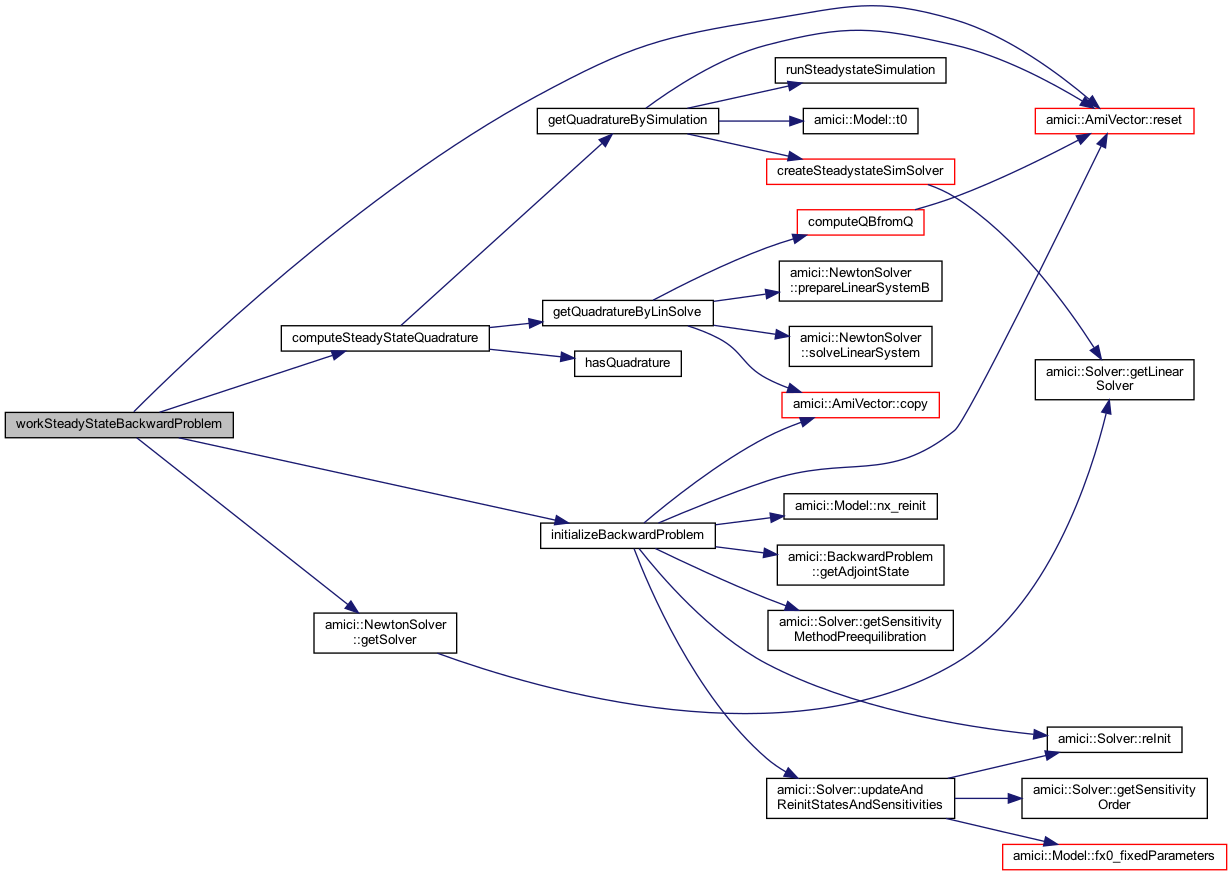 runSteadystateSimulation
getQuadratureBySimulation
amici::Model::t0
amici::AmiVector::reset
createSteadystateSimSolver
computeQBfromQ
amici::NewtonSolver
::prepareLinearSystemB
getQuadratureByLinSolve
computeSteadyStateQuadrature
amici::NewtonSolver
::solveLinearSystem
hasQuadrature
amici::Solver::getLinear
Solver
amici::AmiVector::copy
workSteadyStateBackwardProblem
amici::Model::nx_reinit
initializeBackwardProblem
amici::BackwardProblem
::getAdjointState
amici::Solver::getSensitivity
MethodPreequilibration
amici::NewtonSolver
::getSolver
amici::Solver::reInit
amici::Solver::updateAnd
ReinitStatesAndSensitivities
amici::Solver::getSensitivity
Order
amici::Model::fx0_fixedParameters